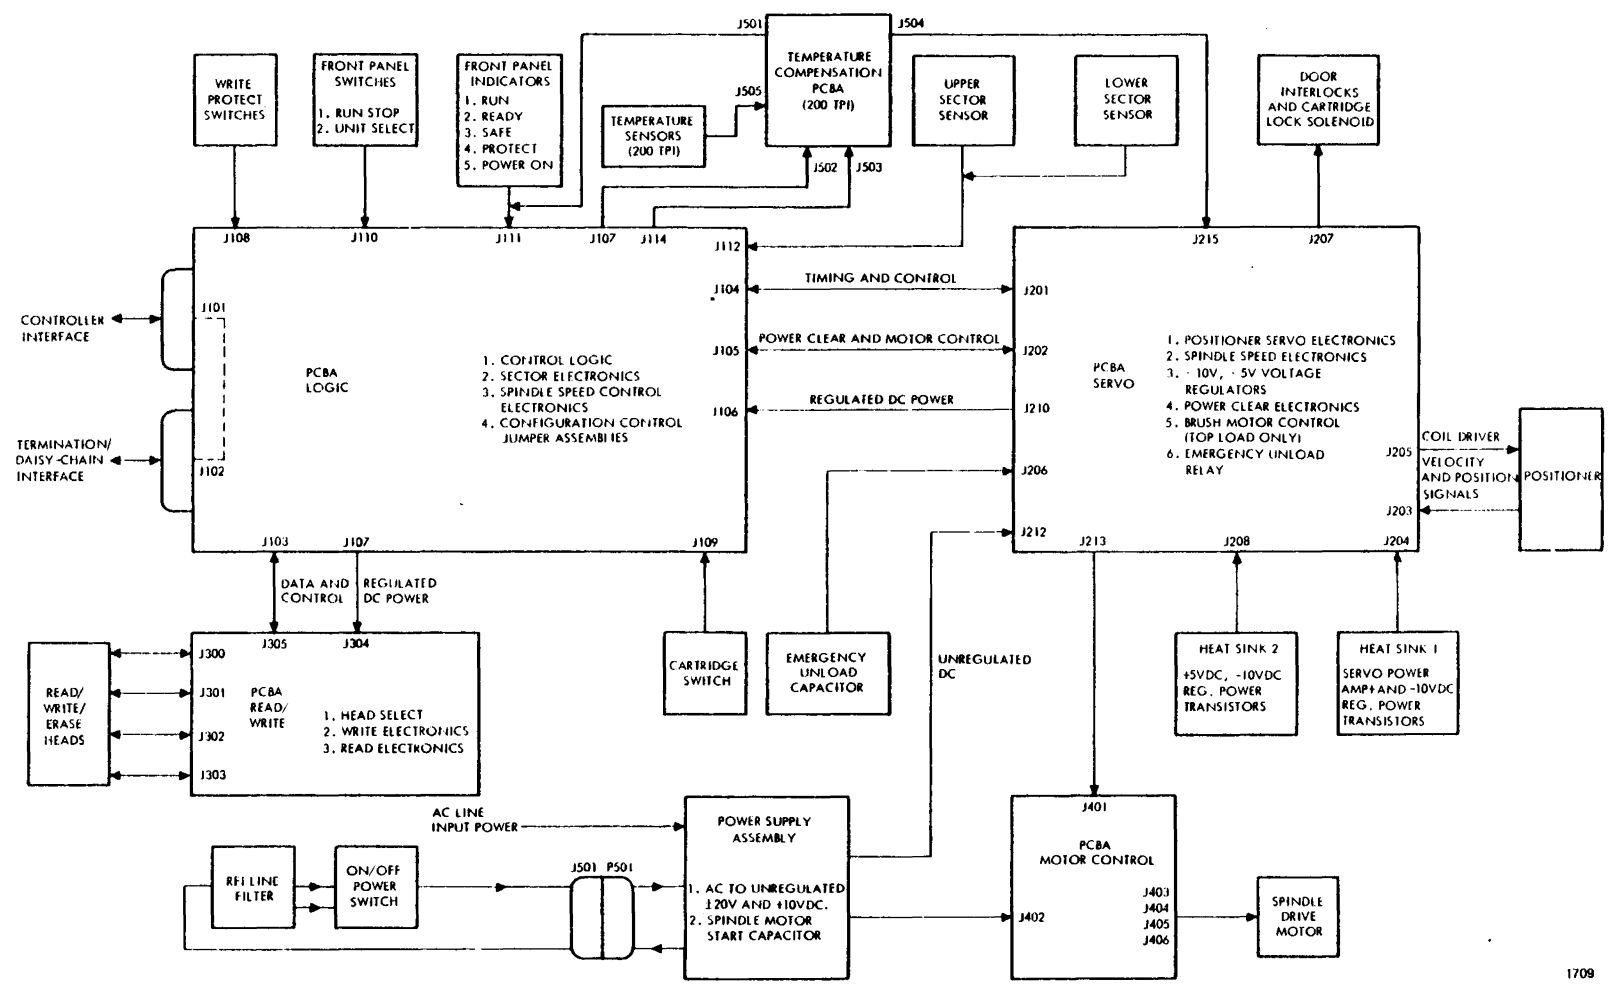 J501
J504
WRITE
PROTECT
SWITCHES
FRONT PANEL
SWITCHES
1. RUN STOP
2. UNIT SELECT
FRONT PANEL
INDICATORS
1. RUN
2. READY
3. SAFE
4. PROTECT
5. POWER ON
J505
TEMPERATURE
SENSORS
(200 TPI)
TEMPERATURE
COMPENSATION
PCBA
(200 TPI)
J502
J503
UPPER
SECTOR
SENSOR
LOWER
SECTOR
SENSOR
DOOR
INTERLOCKS
AND CARTRIDGE
LOCK SOLENOID
J108
J110
J111
J107
J114
J112
J215
J207
J104
TIMING AND CONTROL
J201
J101
CONTROLLER
INTERFACE
J105
POWER CLEAR AND MOTOR CONTROL
J202
PCBA
LOGIC
1. CONTROL LOGIC
2. SECTOR ELECTRONICS
3. SPINDLE SPEED CONTROL
ELECTRONICS
4. CONFIGURATION CONTROL
JUMPER ASSEMBLIES
PCBA
SERVO
1. POSITIONER SERVO ELECTRONICS
2. SPINDLE SPEED ELECTRONICS
3. · 10V, · 5V VOLTAGE
REGULATORS
4. POWER CLEAR ELECTRONICS
5. BRUSH MOTOR CONTROL
(TOP LOAD ONLY)
6. EMERGENCY UNLOAD
RELAY
J106
REGULATED DC POWER
J210
TERMINATION/
DAISY-CHAIN
INTERFACE
J102
J206
J205
COIL DRIVER
VELOCITY
AND POSITION
SIGNALS
POSITIONER
J203
J212
J103
J107
J109
J213
J208
J204
DATA AND
CONTROL
REGULATED
DC POWER
J305
J304
J300
J301
J302
J303
READ/
WRITE/
ERASE
HEADS
PCBA
READ/
WRITE
1. HEAD SELECT
2. WRITE ELECTRONICS
3. READ ELECTRONICS
CARTRIDGE
SWITCH
EMERGENCY
UNLOAD
CAPACITOR
UNREGULATED
DC
HEAT SINK 2
+5VDC, -10VDC
REG. POWER
TRANSISTORS
HEAT SINK 1
SERVO POWER
AMP+ AND -10VDC
REG. POWER
TRANSISTORS
AC LINE
INPUT POWER
POWER SUPPLY
ASSEMBLY
1. AC TO UNREGULATED
±20V AND +10VDC.
2. SPINDLE MOTOR
START CAPACITOR
RFI LINE
FILTER
ON/OFF
POWER
SWITCH
J501 P501
J401
PCBA
MOTOR CONTROL
J402
J403
J404
J405
J406
SPINDLE
DRIVE
MOTOR
1709